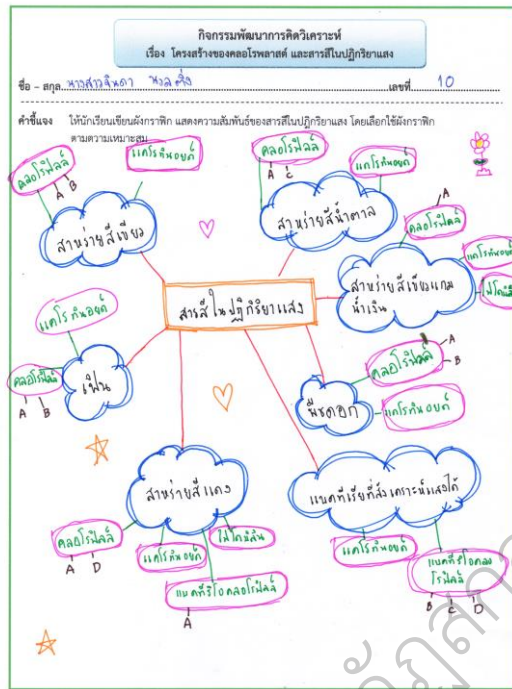 กิจกรรมพัฒนาการคิดวิเคราะห์
เรื่อง โครงสร้างของคลอโรพลาสต์ และสารสีในปฏิกิริยาแสง
ชื่อ – สกุล นางสาวจินดา
เลขที่ 10
คำชี้แจง ให้นักเรียนเขียนผังกราฟิก แสดงความสัมพันธ์ของสารสีในปฏิกิริยาแสง โดยเลือกใช้ผังกราฟิก
ตามความเหมาะสม
คลอโรฟิลล์
A B
แคโรทีนอยด์
สาหร่ายสีเขียว
คลอโรฟิลล์
A C
แคโรทีนอยด์
สาหร่ายสีน้ำตาล
A
คลอโรฟิลล์
แคโรทีนอยด์
สาหร่ายสีเขียวแกม
น้ำเงิน
สารสีในปฏิกิริยาแสง
แคโรทีนอยด์
คลอโรฟิลล์
A B
เฟิน
คลอโรฟิลล์
A
B
แคโรทีนอยด์
พืชดอก
สาหร่ายสีแดง
คลอโรฟิลล์
A D
แคโรทีนอยด์
ไฟโคบิลิน
แบคทีริโอคลอโรฟิลล์
A
แบคทีเรียที่สังเคราะห์แสงได้
แคโรทีนอยด์
แบคทีริโอคลอ
โรฟิลล์
B C D